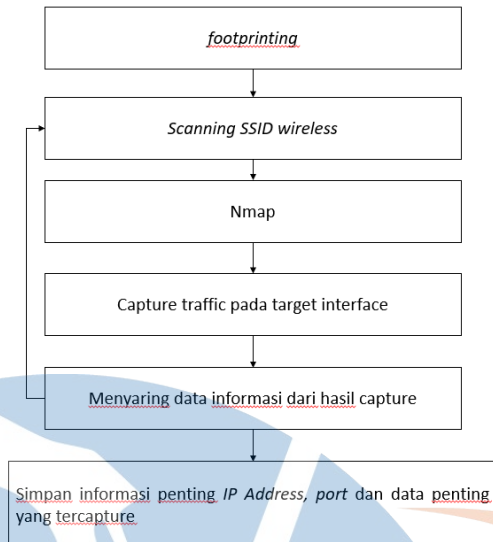 footprinting
Scanning SSID wireless
Nmap
Capture traffic pada target interface
Menyaring data informasi dari hasil capture
Simpan informasi penting IP Address, port dan data penting
yang tercapture